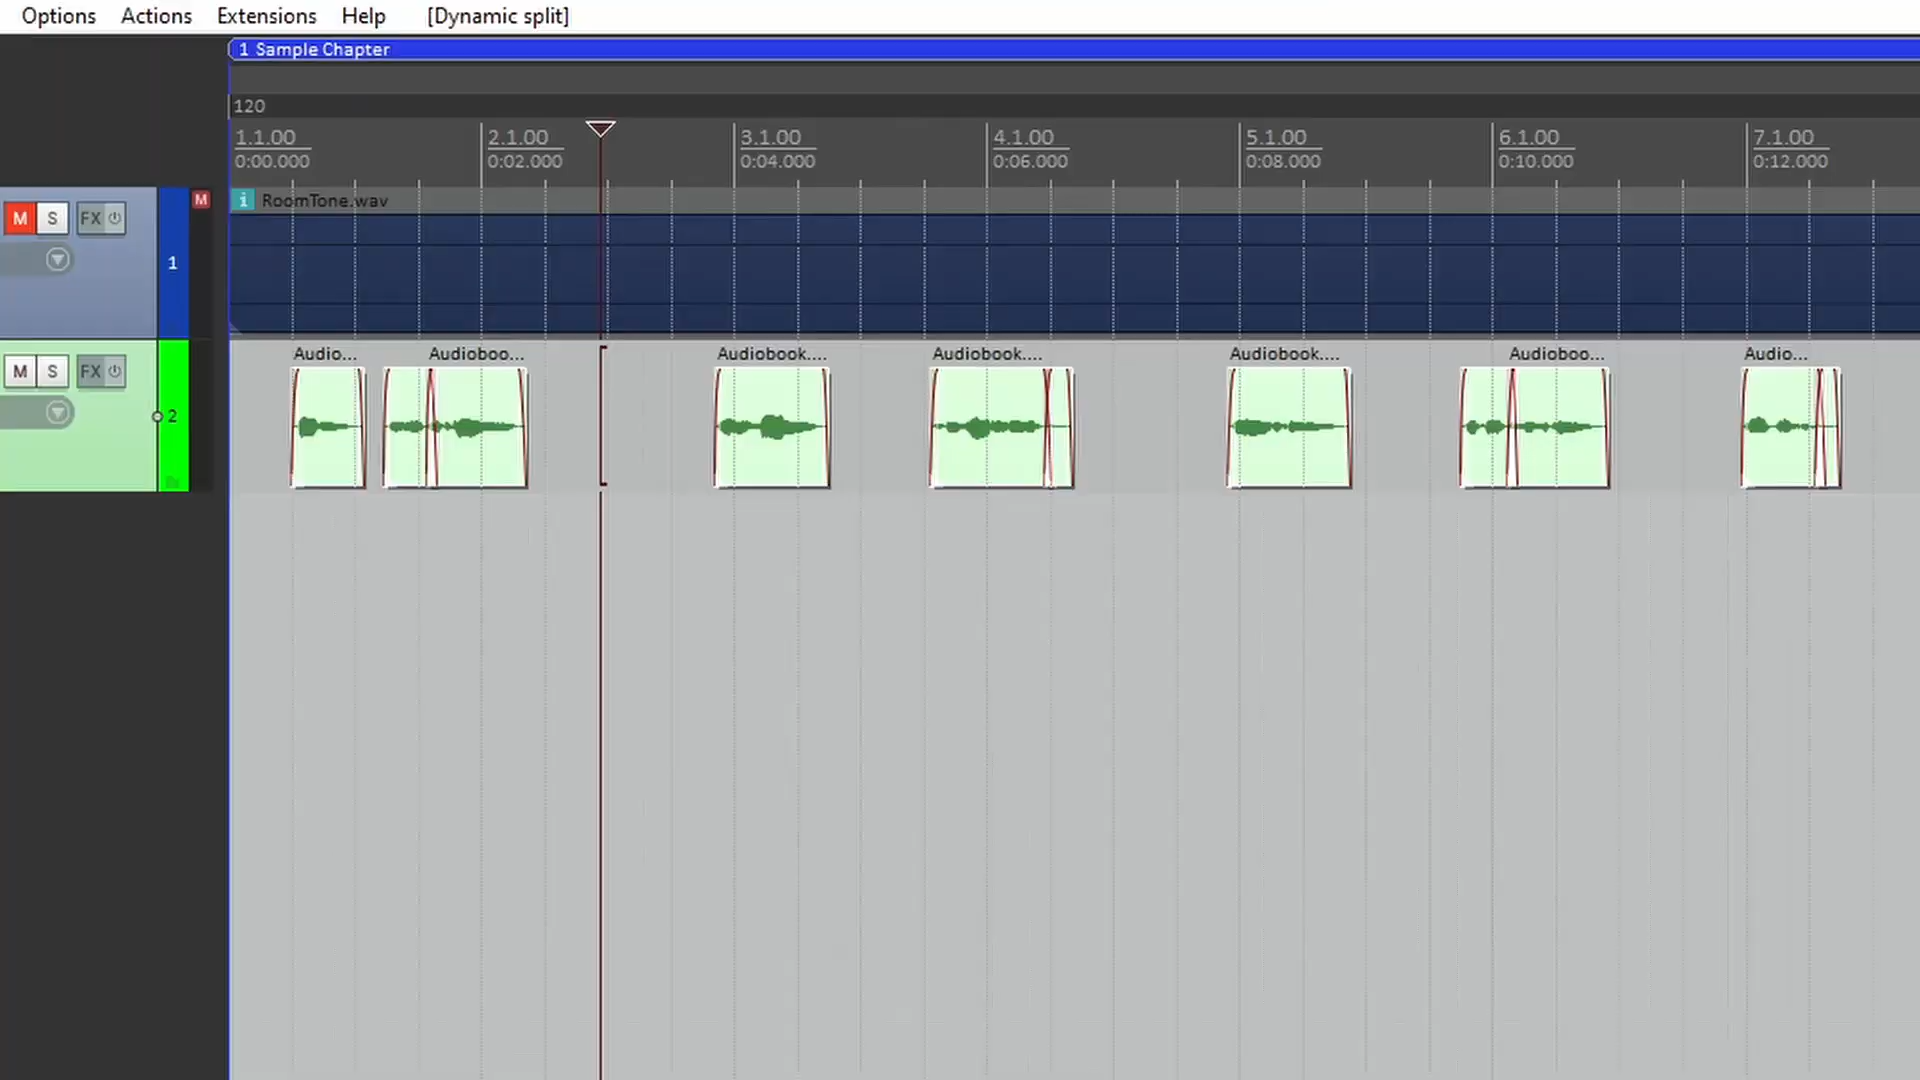 Options Actions Extensions Help [Dynamic split]
1 Sample Chapter
120
1.1.00 2.1.00 3.1.00 4.1.00 5.1.00 6.1.00 7.1.00
0:00.000 0:02.000 0:04.000 0:06.000 0:08.000 0:10.000 0:12.000
M S FX M i RoomTone.wav
1
Audio... Audioboo... Audiobook.... Audiobook.... Audiobook.... Audioboo... Audio...
M S FX
2